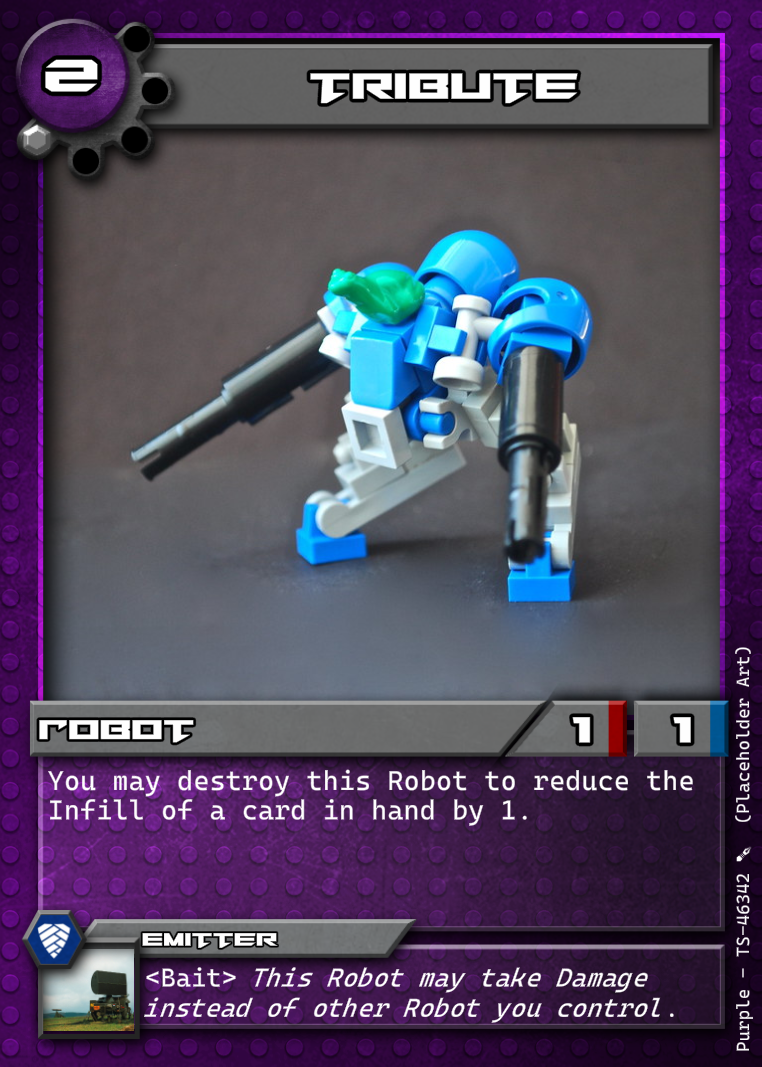 2
TRIBUTE
ROBOT
1
1
You may destroy this Robot to reduce the
Infill of a card in hand by 1.
EMITTER
<Bait> This Robot may take Damage
instead of other Robot you control.
Purple - TS-46342 (Placeholder Art)